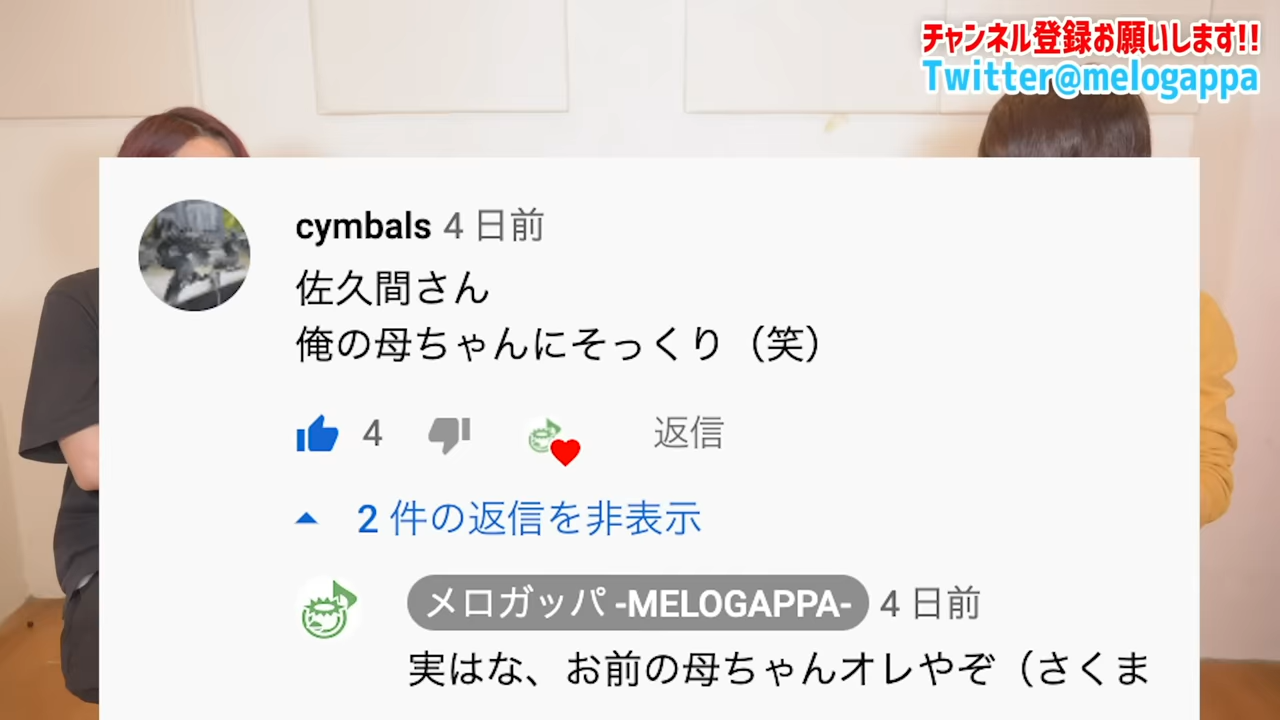 チャンネル登録お願いします!!
Twitter@melogappa
cymbals 4 日前
佐久間さん
俺の母ちゃんにそっくり（笑）
4 返信
2 件の返信を非表示
メロガッパ -MELOGAPPA- 4 日前
実はな、お前の母ちゃんオレやぞ（さくま